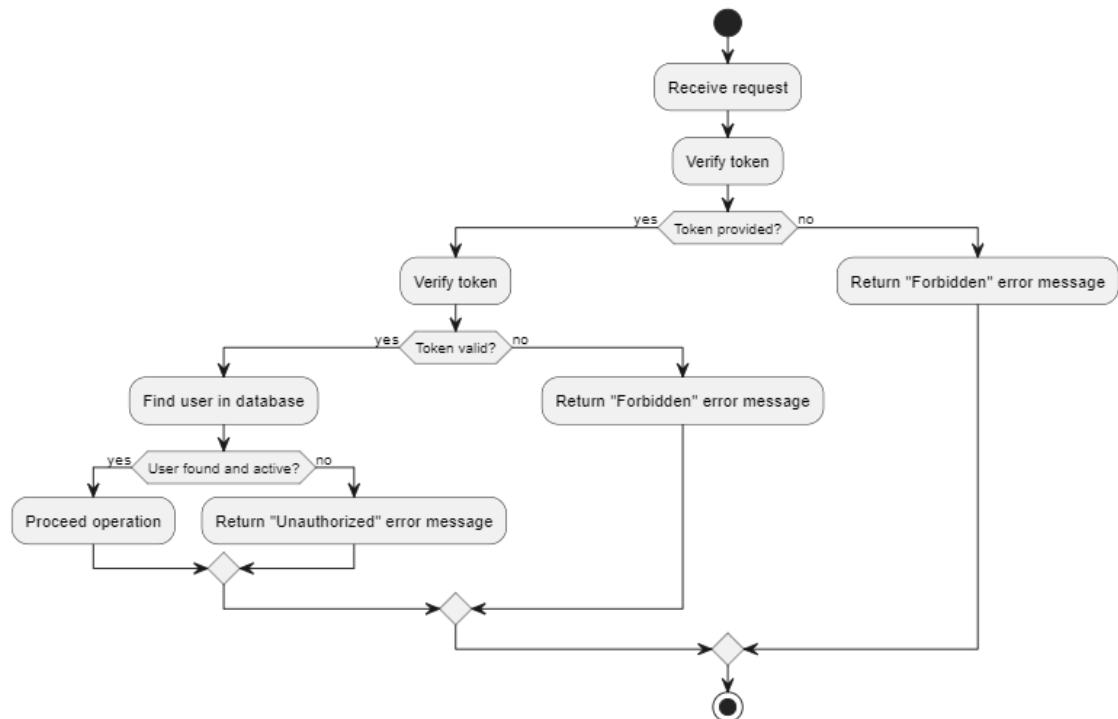 Receive request
Verify token
yes
Token provided?
no
Verify token
Return "Forbidden" error message
yes
Token valid?
no
Find user in database
Return "Forbidden" error message
yes
User found and active?
no
Proceed operation
Return "Unauthorized" error message